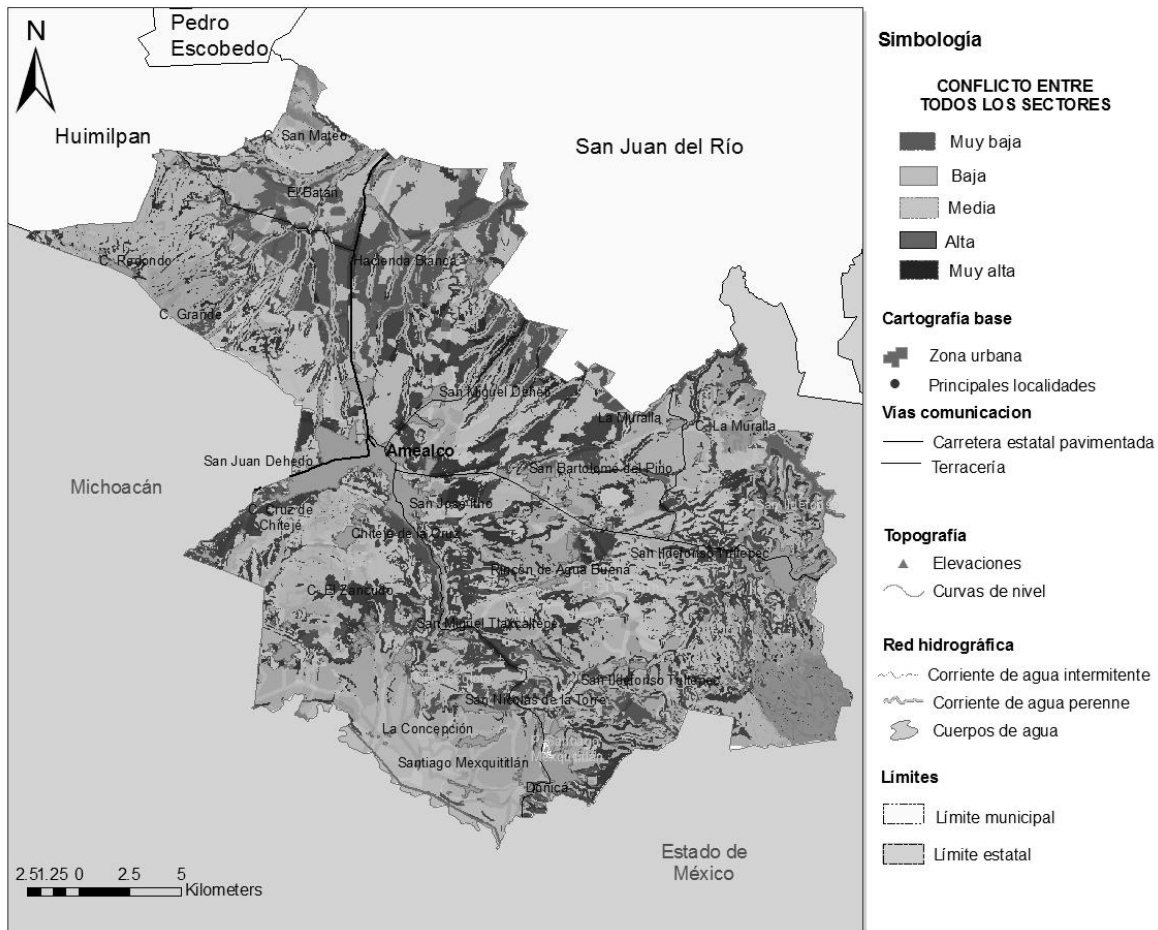 Pedro
Escobedo
N
Huimilpan
C. San Mateo
San Juan del Río
El Batán
C. Redondo
Hacienda Blanca
C. Grande
San Miguel Dehetí
La Muralla
C. La Muralla
San Juan Dehedo
Amealco
San Bartolomé del Pino
Michoacán
C. Cruz de
Chiteje
San José Itho
Chiteje de la Cruz
San Ildefonso Tultepec
Rincón de Agua Buena
C. El Zancudo
San Miguel Tlaxcaltepec
San Ildefonso Tultepec
San Nicolás de la Torre
La Concepción
Santiago Mexquititlán
Santiago
Mexquititlán
Donicá
Estado de
México
2.51.25 0 2.5 5
Kilometers
Simbología
CONFLICTO ENTRE
TODOS LOS SECTORES
Muy baja
Baja
Media
Alta
Muy alta
Cartografía base
Zona urbana
Principales localidades
Vias comunicacion
Carretera estatal pavimentada
Terracería
Topografía
Elevaciones
Curvas de nivel
Red hidrográfica
Corriente de agua intermitente
Corriente de agua perenne
Cuerpos de agua
Límites
Límite municipal
Límite estatal